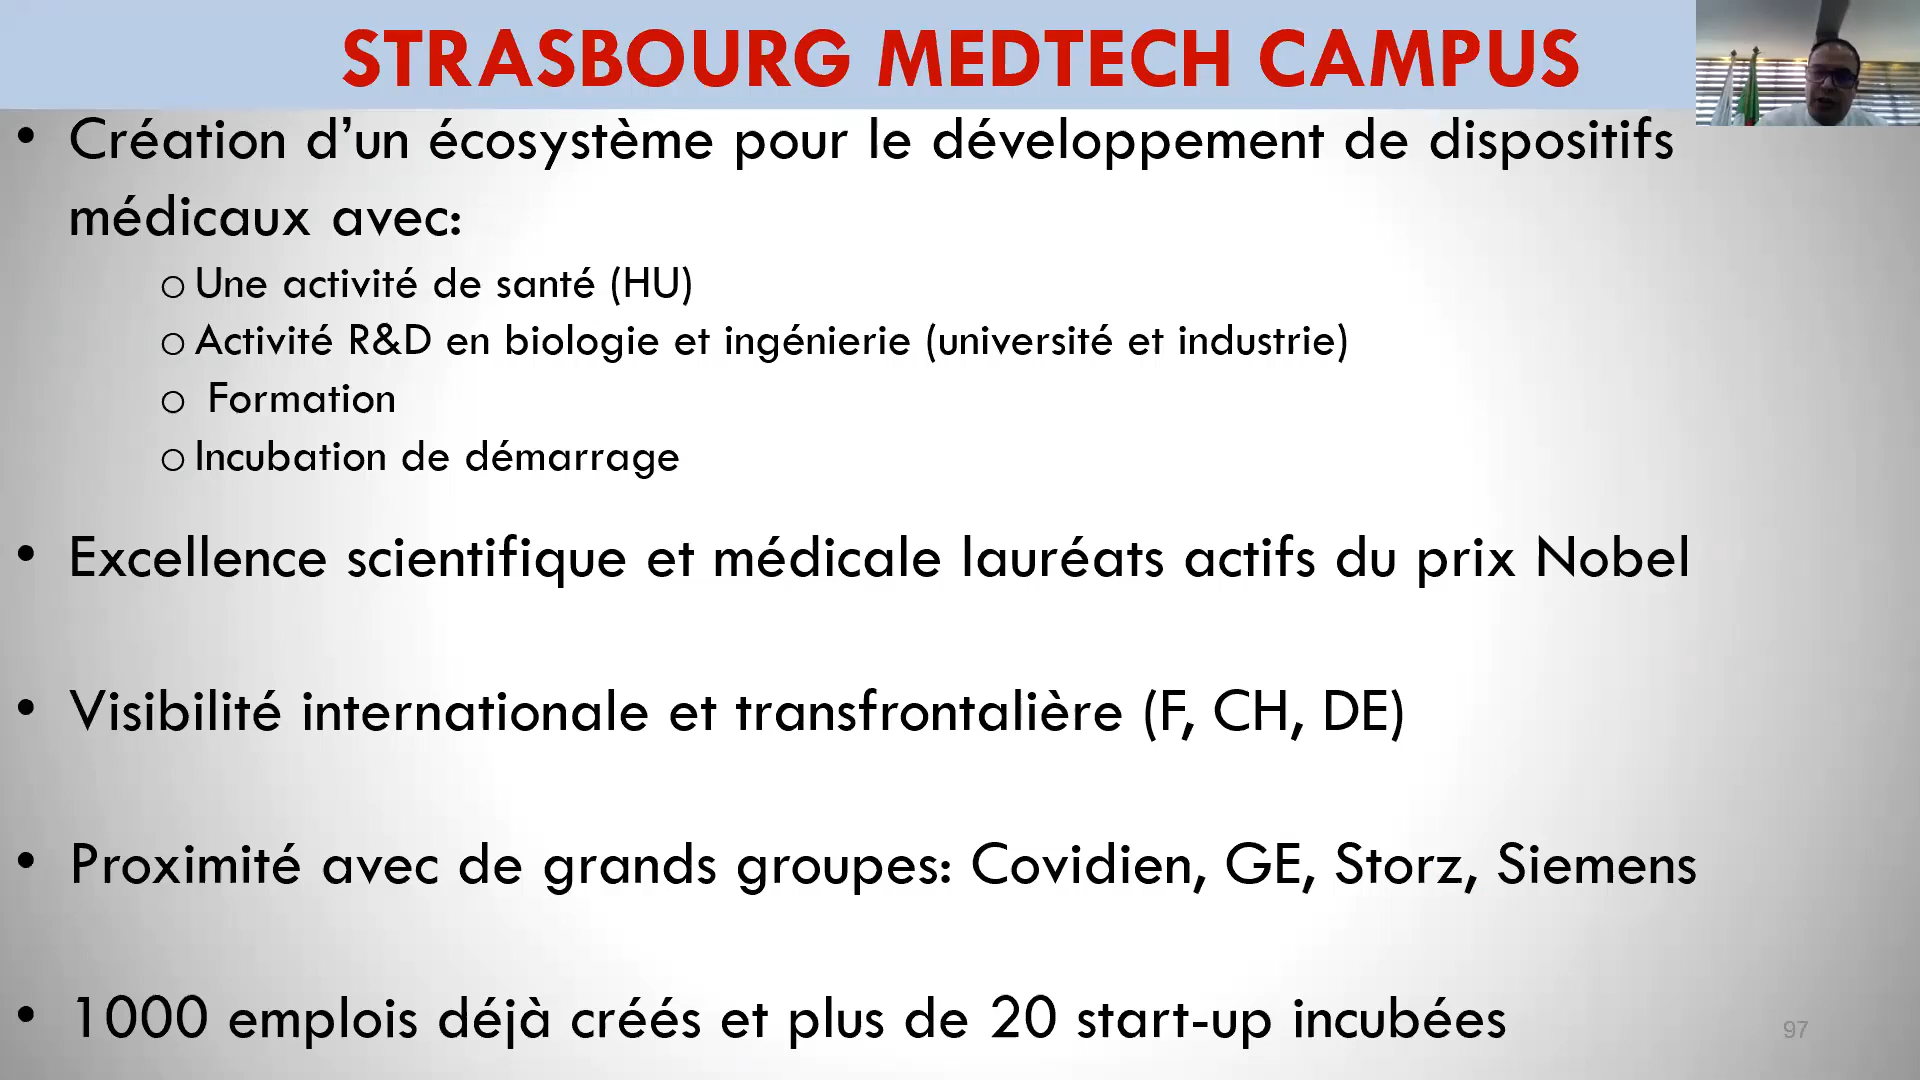 STRASBOURG MEDTECH CAMPUS
• Création d’un écosystème pour le développement de dispositifs
médicaux avec:
o Une activité de santé (HU)
o Activité R&D en biologie et ingénierie (université et industrie)
o Formation
o Incubation de démarrage
• Excellence scientifique et médicale lauréats actifs du prix Nobel
• Visibilité internationale et transfrontalière (F, CH, DE)
• Proximité avec de grands groupes: Covidien, GE, Storz, Siemens
• 1000 emplois déjà créés et plus de 20 start-up incubées
97